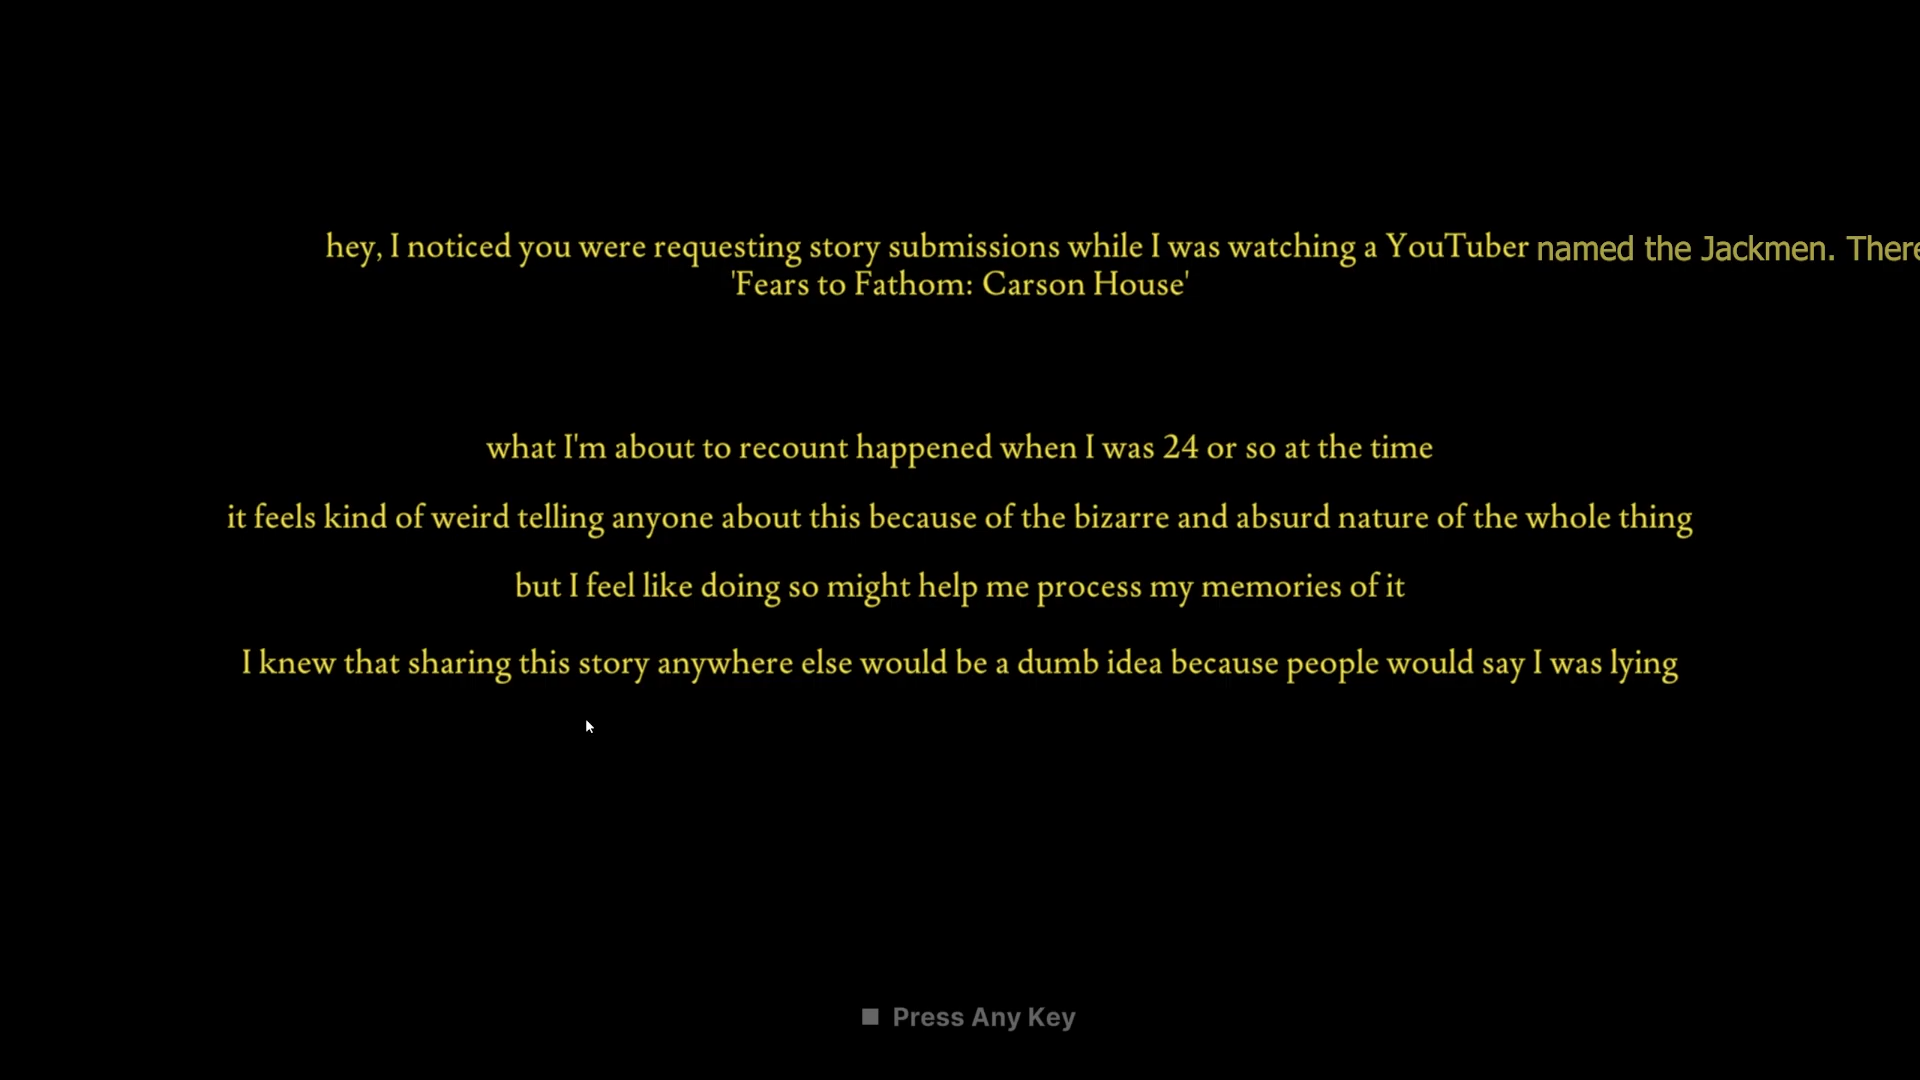 hey, I noticed you were requesting story submissions while I was watching a YouTuber named the Jackmen. There
'Fears to Fathom: Carson House'
what I'm about to recount happened when I was 24 or so at the time
it feels kind of weird telling anyone about this because of the bizarre and absurd nature of the whole thing
but I feel like doing so might help me process my memories of it
I knew that sharing this story anywhere else would be a dumb idea because people would say I was lying
Press Any Key